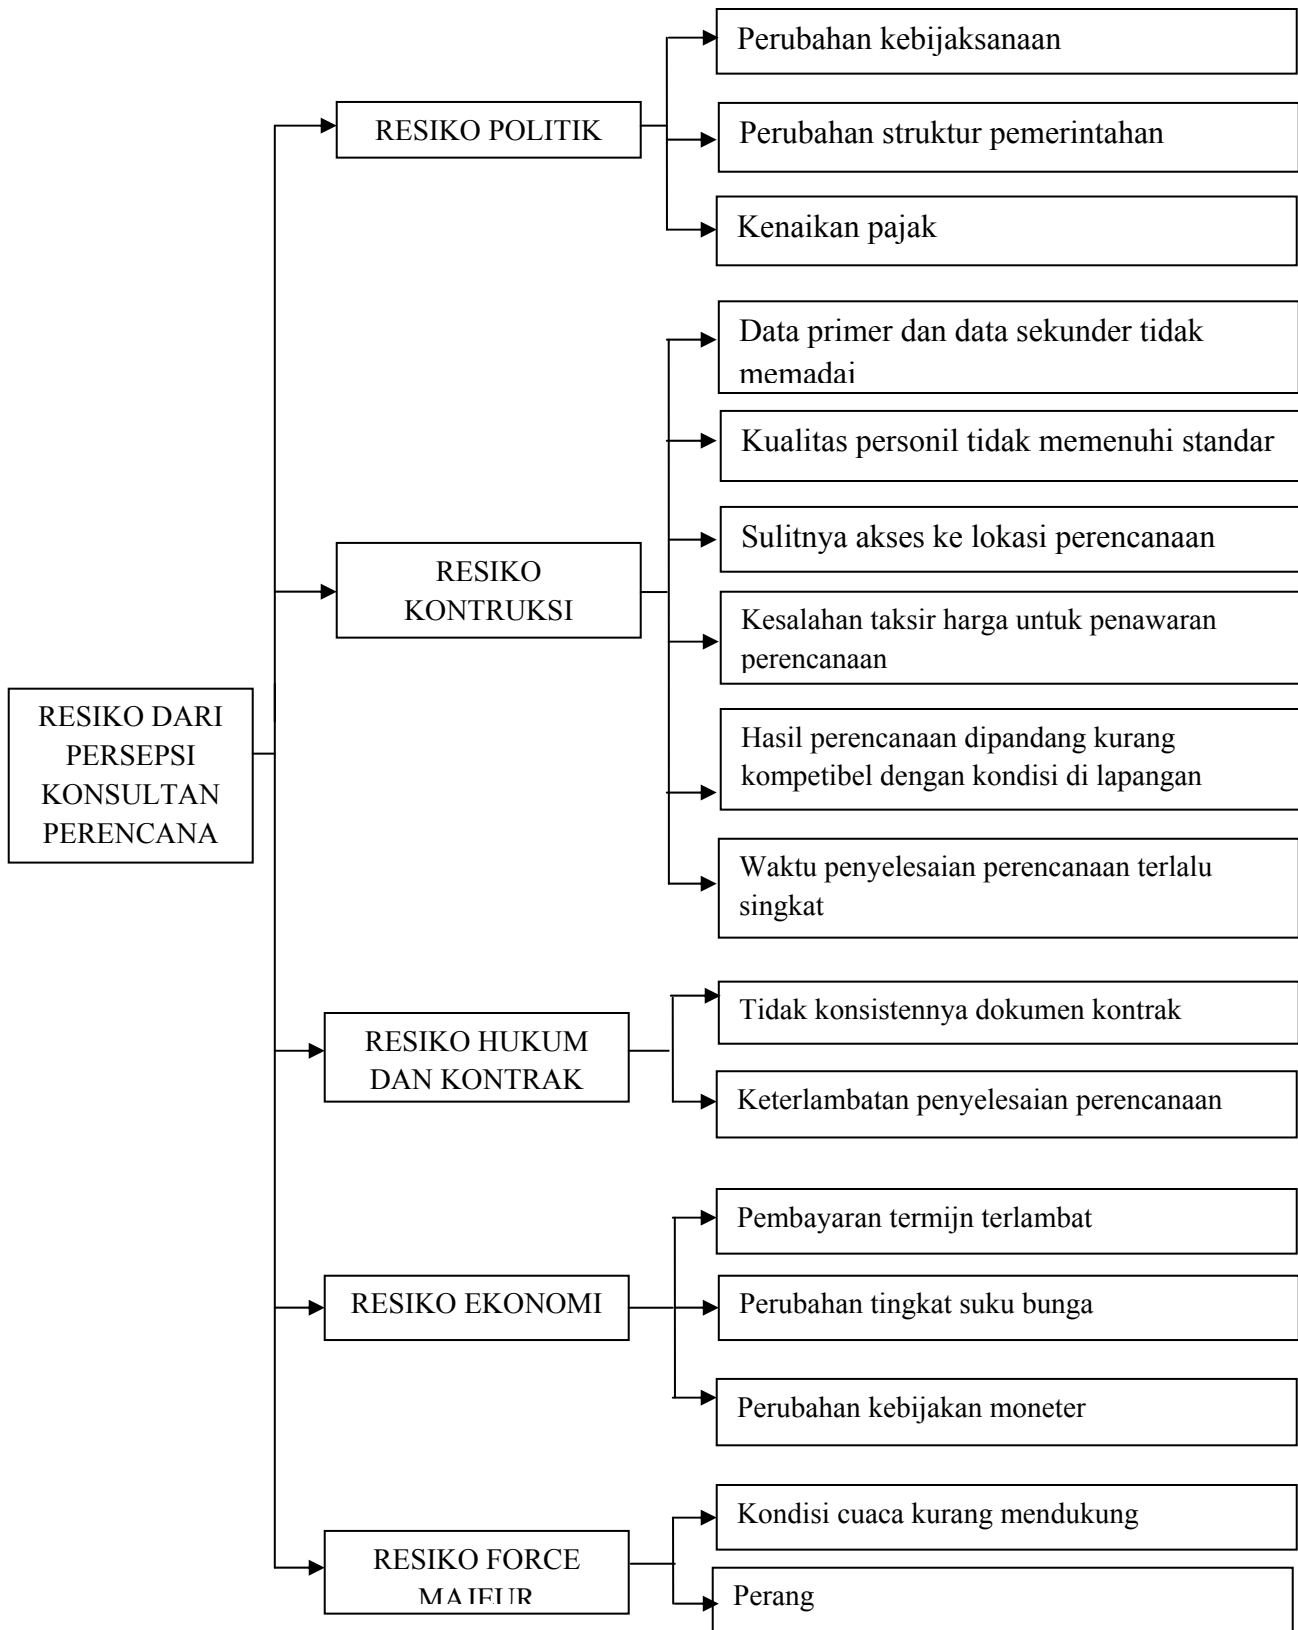 Perubahan kebijaksanaan
RESIKO POLITIK
Perubahan struktur pemerintahan
Kenaikan pajak
Data primer dan data sekunder tidak
memadai
Kualitas personil tidak memenuhi standar
Sulitnya akses ke lokasi perencanaan
RESIKO
KONTRUKSI
Kesalahan taksir harga untuk penawaran
perencanaan
RESIKO DARI
PERSEPSI
KONSULTAN
PERENCANA
Hasil perencanaan dipandang kurang
kompetibel dengan kondisi di lapangan
Waktu penyelesaian perencanaan terlalu
singkat
Tidak konsistennya dokumen kontrak
RESIKO HUKUM
DAN KONTRAK
Keterlambatan penyelesaian perencanaan
Pembayaran termijn terlambat
RESIKO EKONOMI
Perubahan tingkat suku bunga
Perubahan kebijakan moneter
Kondisi cuaca kurang mendukung
RESIKO FORCE
MAJEUR
Perang